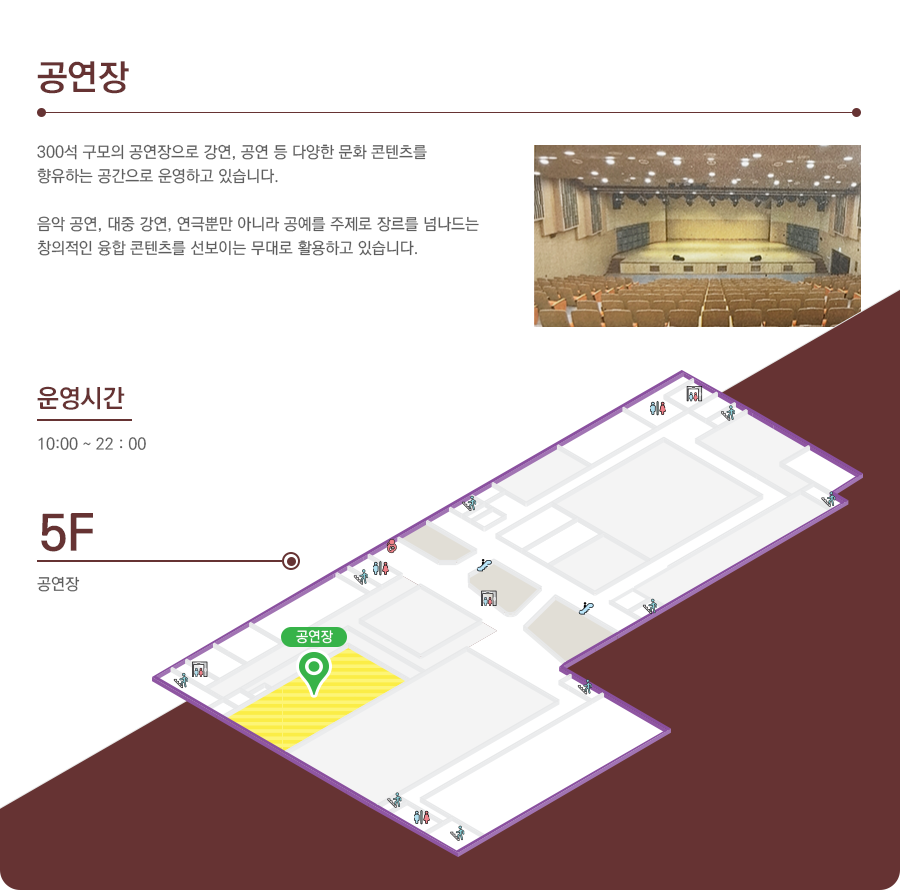 공연장
300석 구모의 공연장으로 강연, 공연 등 다양한 문화 콘텐츠를
향유하는 공간으로 운영하고 있습니다.
음악 공연, 대중 강연, 연극뿐만 아니라 공예를 주제로 장르를 넘나드는
창의적인 융합 콘텐츠를 선보이는 무대로 활용하고 있습니다.
운영시간
10:00 ~ 22 : 00
5F
공연장
공연장